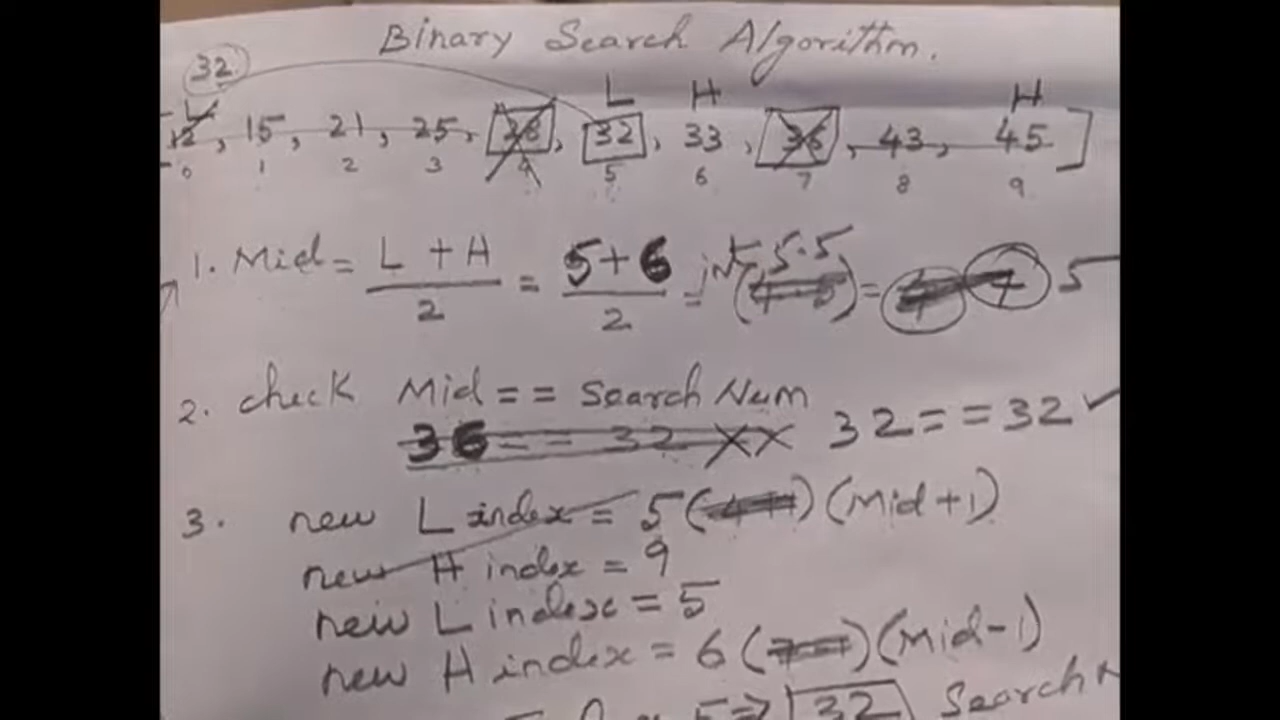 Binary Search Algorithm.
32
L H H
12, 15, 21, 25, 28, 32, 33, 36, 43, 45]
0 1 2 3 4 5 6 7 8 9
1. Mid = L + H / 2 = 5+6 / 2 = int 5.5 = 5
2. check Mid == Search Num
36 == 32 XX 32 == 32 ✓
3. new L index = 5 (Mid+1)
new H index = 9
new L index = 5
new H index = 6 (Mid-1)
5 => 32 Search